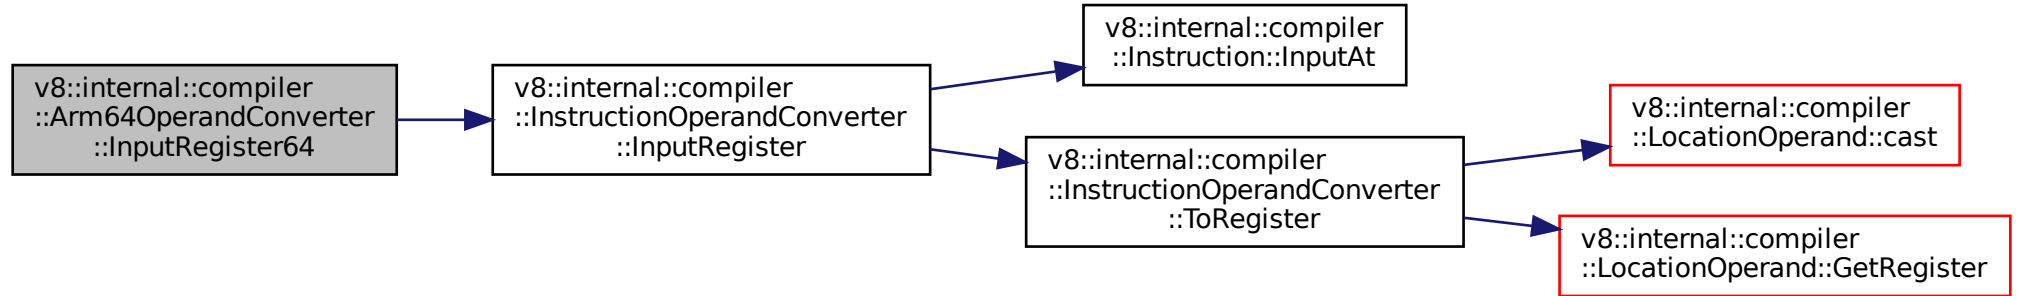 v8::internal::compiler
::Arm64OperandConverter
::InputRegister64
v8::internal::compiler
::InstructionOperandConverter
::InputRegister
v8::internal::compiler
::Instruction::InputAt
v8::internal::compiler
::InstructionOperandConverter
::ToRegister
v8::internal::compiler
::LocationOperand::cast
v8::internal::compiler
::LocationOperand::GetRegister